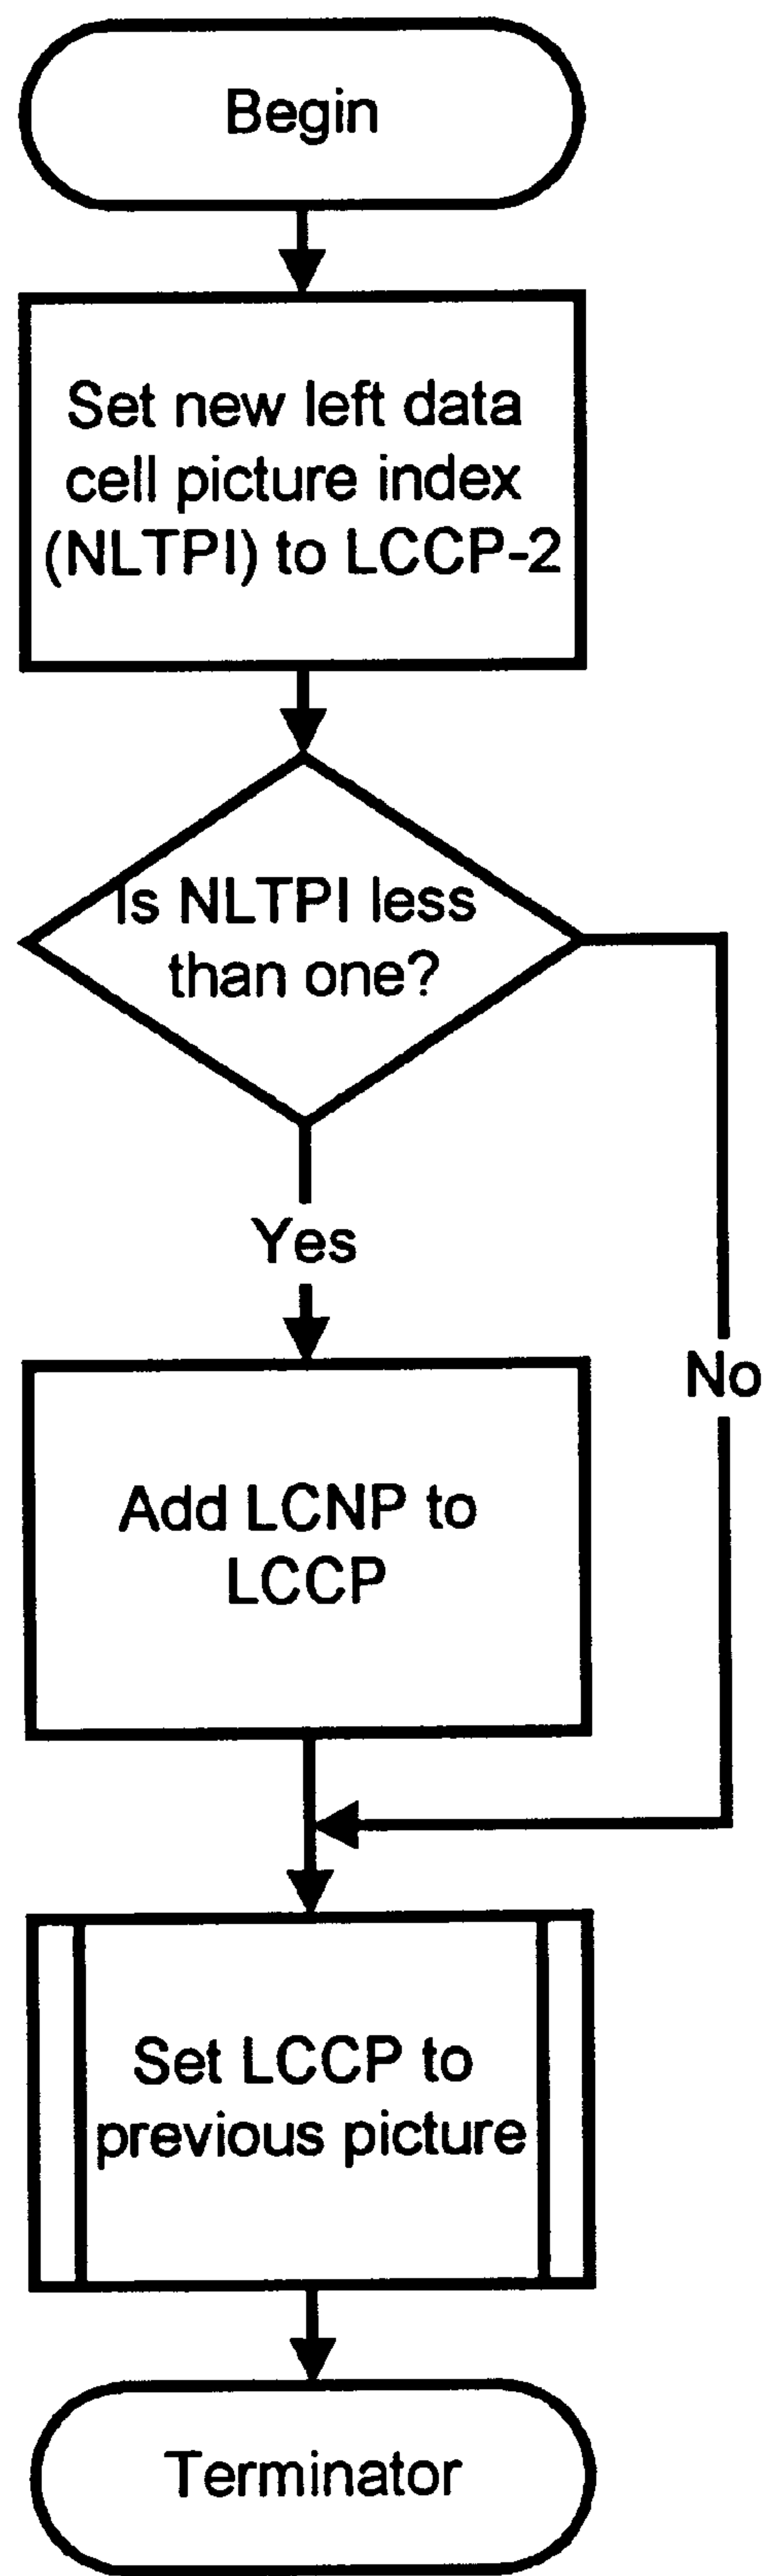 Begin
Set new left data
cell picture index
(NLTPI) to LCCP-2
Is NLTPI less
than one?
Yes
No
Add LCNP to
LCCP
Set LCCP to
previous picture
Terminator